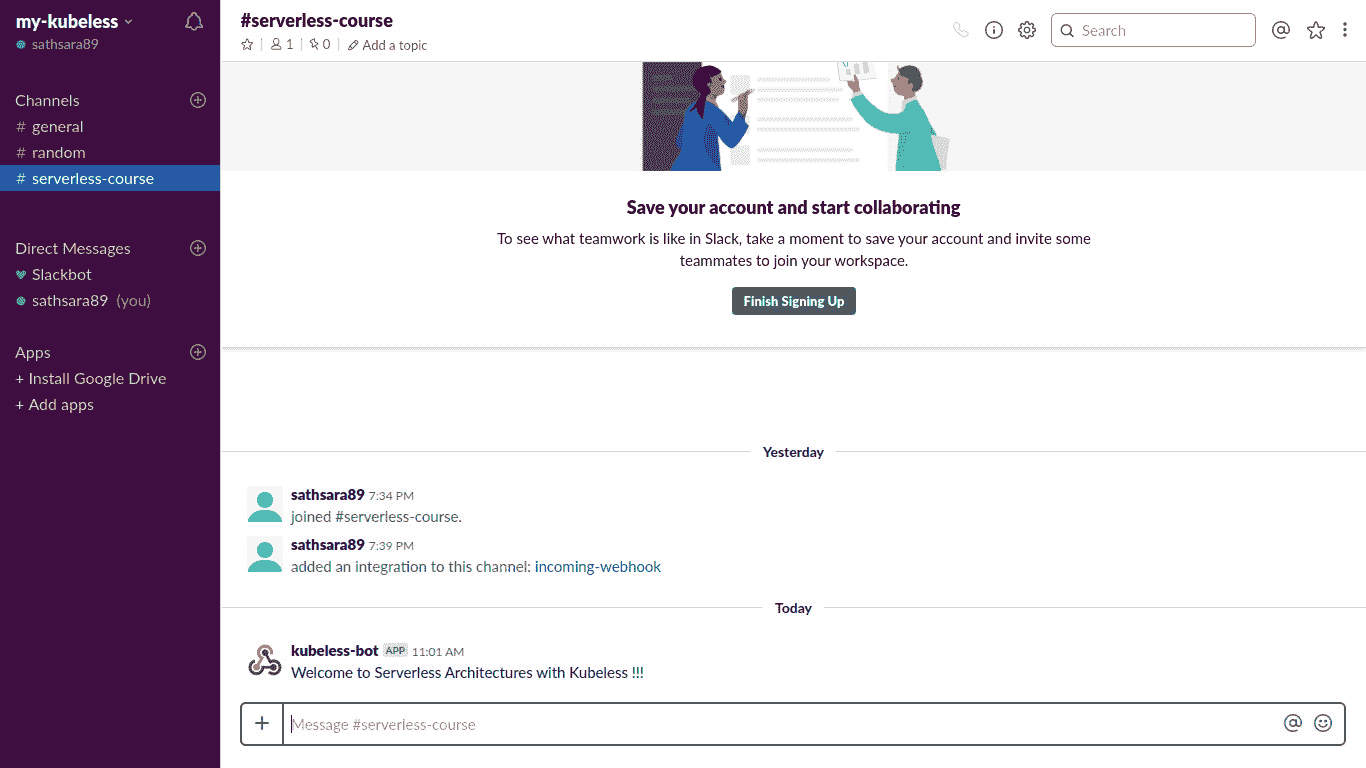 my-kubeless
sathsara89
Channels
# general
# random
# serverless-course
Direct Messages
Slackbot
sathsara89 (you)
Apps
+ Install Google Drive
+ Add apps
#serverless-course
1 | 0 | Add a topic
Search
Save your account and start collaborating
To see what teamwork is like in Slack, take a moment to save your account and invite some
teammates to join your workspace.
Finish Signing Up
Yesterday
sathsara89 7:34 PM
joined #serverless-course.
sathsara89 7:39 PM
added an integration to this channel: incoming-webhook
Today
kubeless-bot APP 11:01 AM
Welcome to Serverless Architectures with Kubeless !!!
Message #serverless-course